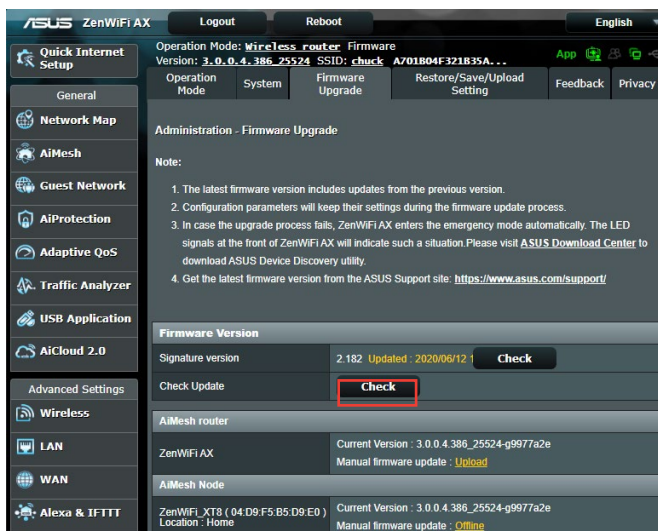 ASUS ZenWiFi AX Logout Reboot English
Quick Internet Setup
General
Network Map
AiMesh
Guest Network
AiProtection
Adaptive QoS
Traffic Analyzer
USB Application
AiCloud 2.0
Advanced Settings
Wireless
LAN
WAN
Alexa & IFTTT
Operation Mode: Wireless router Firmware
Version: 3.0.0.4.386_25524 SSID: chuck A701B04F321B35A...
App
Operation Mode System Firmware Upgrade Restore/Save/Upload Setting Feedback Privacy
Administration - Firmware Upgrade
Note:
1. The latest firmware version includes updates from the previous version.
2. Configuration parameters will keep their settings during the firmware update process.
3. In case the upgrade process fails, ZenWiFi AX enters the emergency mode automatically. The LED
signals at the front of ZenWiFi AX will indicate such a situation.Please visit ASUS Download Center to
download ASUS Device Discovery utility.
4. Get the latest firmware version from the ASUS Support site: https://www.asus.com/support/
Firmware Version
Signature version 2.182 Updated : 2020/06/12 Check
Check Update Check
AiMesh router
ZenWiFi AX
Current Version : 3.0.0.4.386_25524-g9977a2e
Manual firmware update : Upload
AiMesh Node
ZenWiFi_XT8 ( 04:D9:F5:B5:D9:E0 )
Location : Home
Current Version : 3.0.0.4.386_25524-g9977a2e
Manual firmware update : Offline